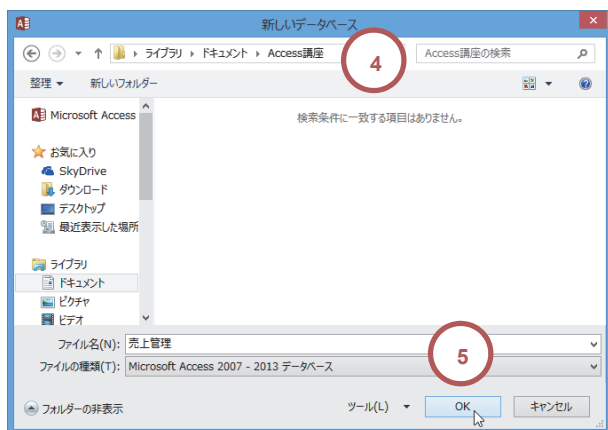 新しいデータベース
ライブラリ ドキュメント Access講座
4
Access講座の検索
整理 新しいフォルダー
Microsoft Access
検索条件に一致する項目はありません。
お気に入り
SkyDrive
ダウンロード
デスクトップ
最近表示した場所
ライブラリ
ドキュメント
ピクチャ
ビデオ
ファイル名(N): 売上管理
ファイルの種類(T): Microsoft Access 2007 - 2013 データベース
5
フォルダーの非表示
ツール(L) OK キャンセル